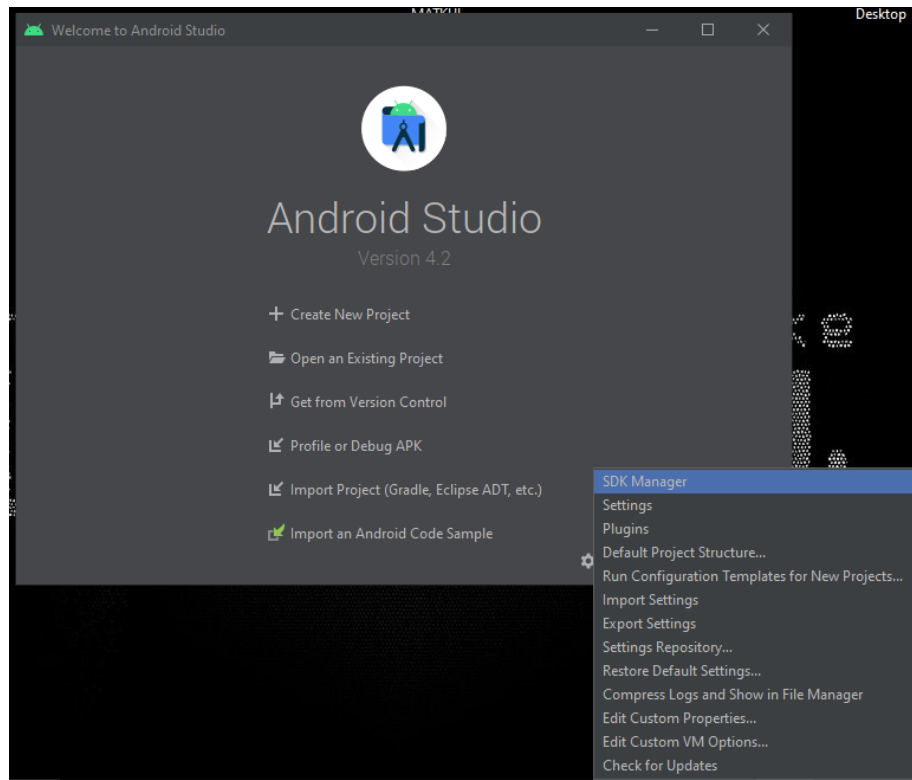 Desktop
Welcome to Android Studio
Android Studio
Version 4.2
Create New Project
Open an Existing Project
Get from Version Control
Profile or Debug APK
Import Project (Gradle, Eclipse ADT, etc.)
Import an Android Code Sample
SDK Manager
Settings
Plugins
Default Project Structure...
Run Configuration Templates for New Projects...
Import Settings
Export Settings
Settings Repository...
Restore Default Settings...
Compress Logs and Show in File Manager
Edit Custom Properties...
Edit Custom VM Options...
Check for Updates